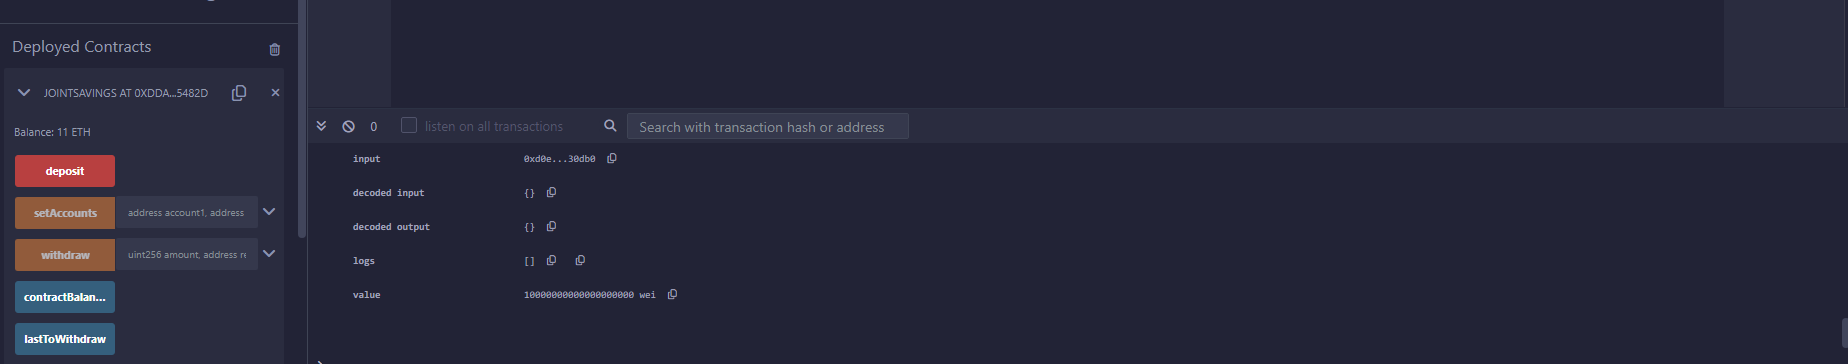 Deployed Contracts
JOINTSAVINGS AT 0XDDA...5482D
Balance: 11 ETH
deposit
setAccounts address account1, address
withdraw uint256 amount, address re
contractBalan...
lastToWithdraw
0 listen on all transactions Search with transaction hash or address
input 0xd0e...30db0
decoded input {}
decoded output {}
logs []
value 10000000000000000000 wei